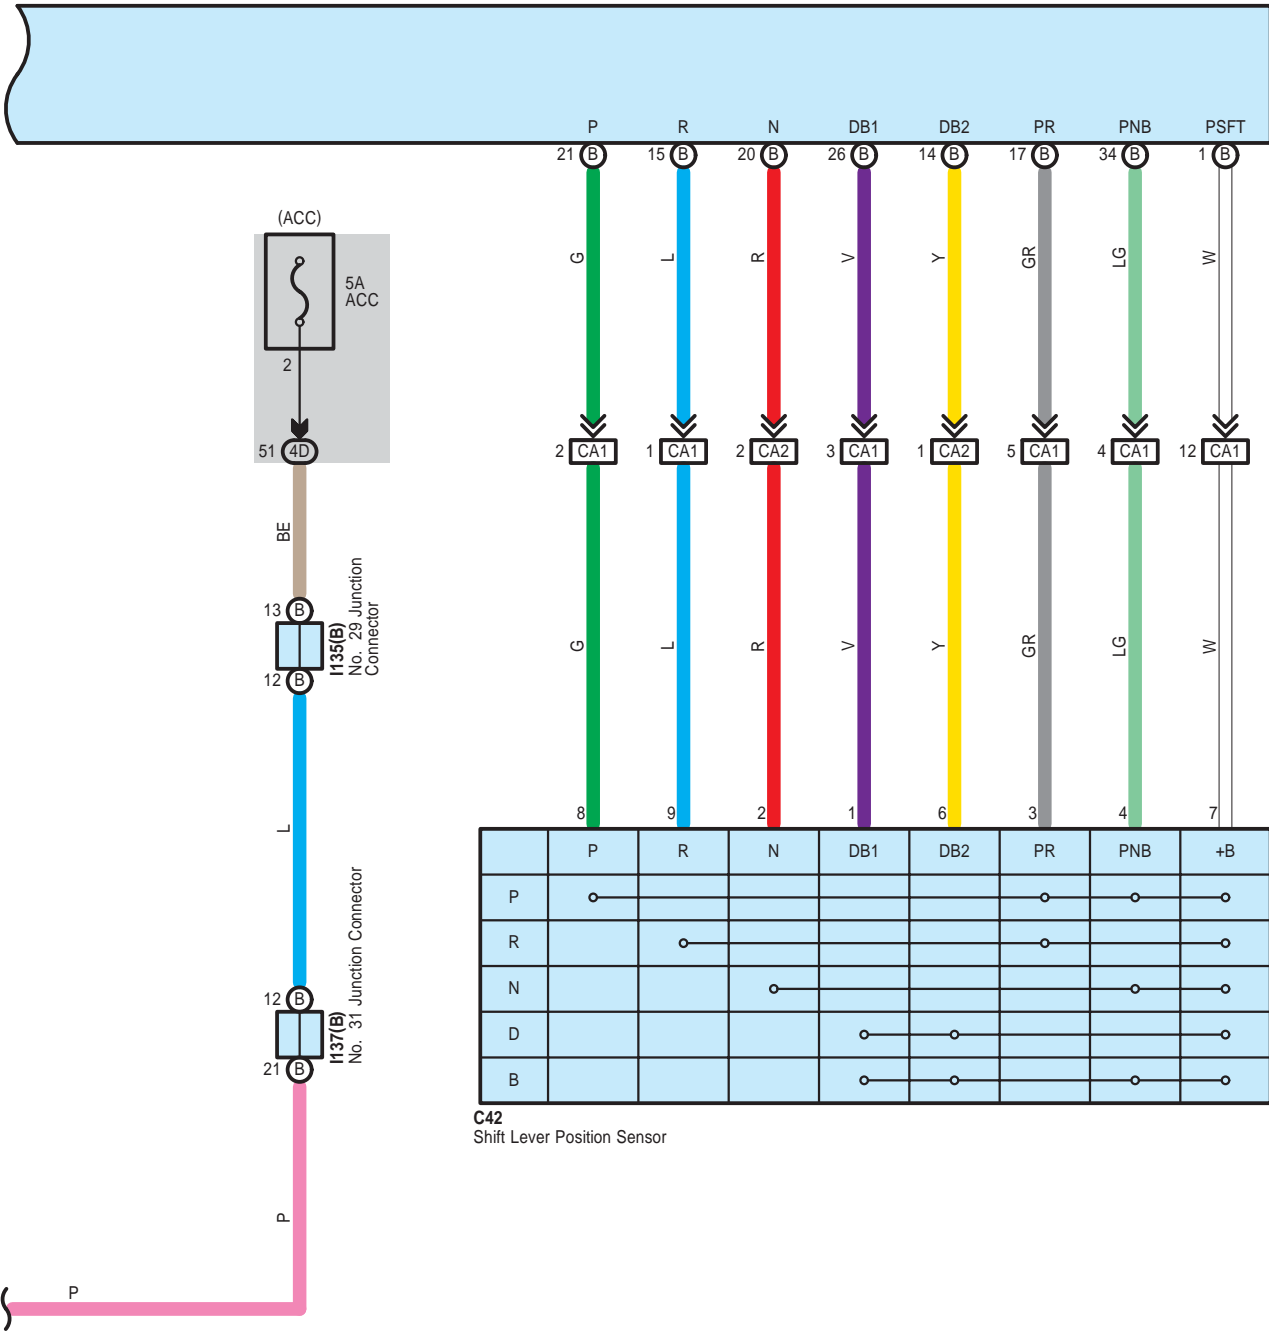 P R N DB1 DB2 PR PNB PSFT
21 B 15 B 20 B 26 B 14 B 17 B 34 B 1 B
(ACC)
5A
ACC
2
51 4D
G L R V Y GR LG W
2 CA1 1 CA1 2 CA2 3 CA1 1 CA2 5 CA1 4 CA1 12 CA1
BE
13 B
I135(B)
No. 29 Junction
Connector
12 B
G L R V Y GR LG W
L
8 9 2 1 6 3 4 7
P R N DB1 DB2 PR PNB +B
P
R
N
D
B
C42
Shift Lever Position Sensor
12 B
I137(B)
No. 31 Junction Connector
21 B
P
P